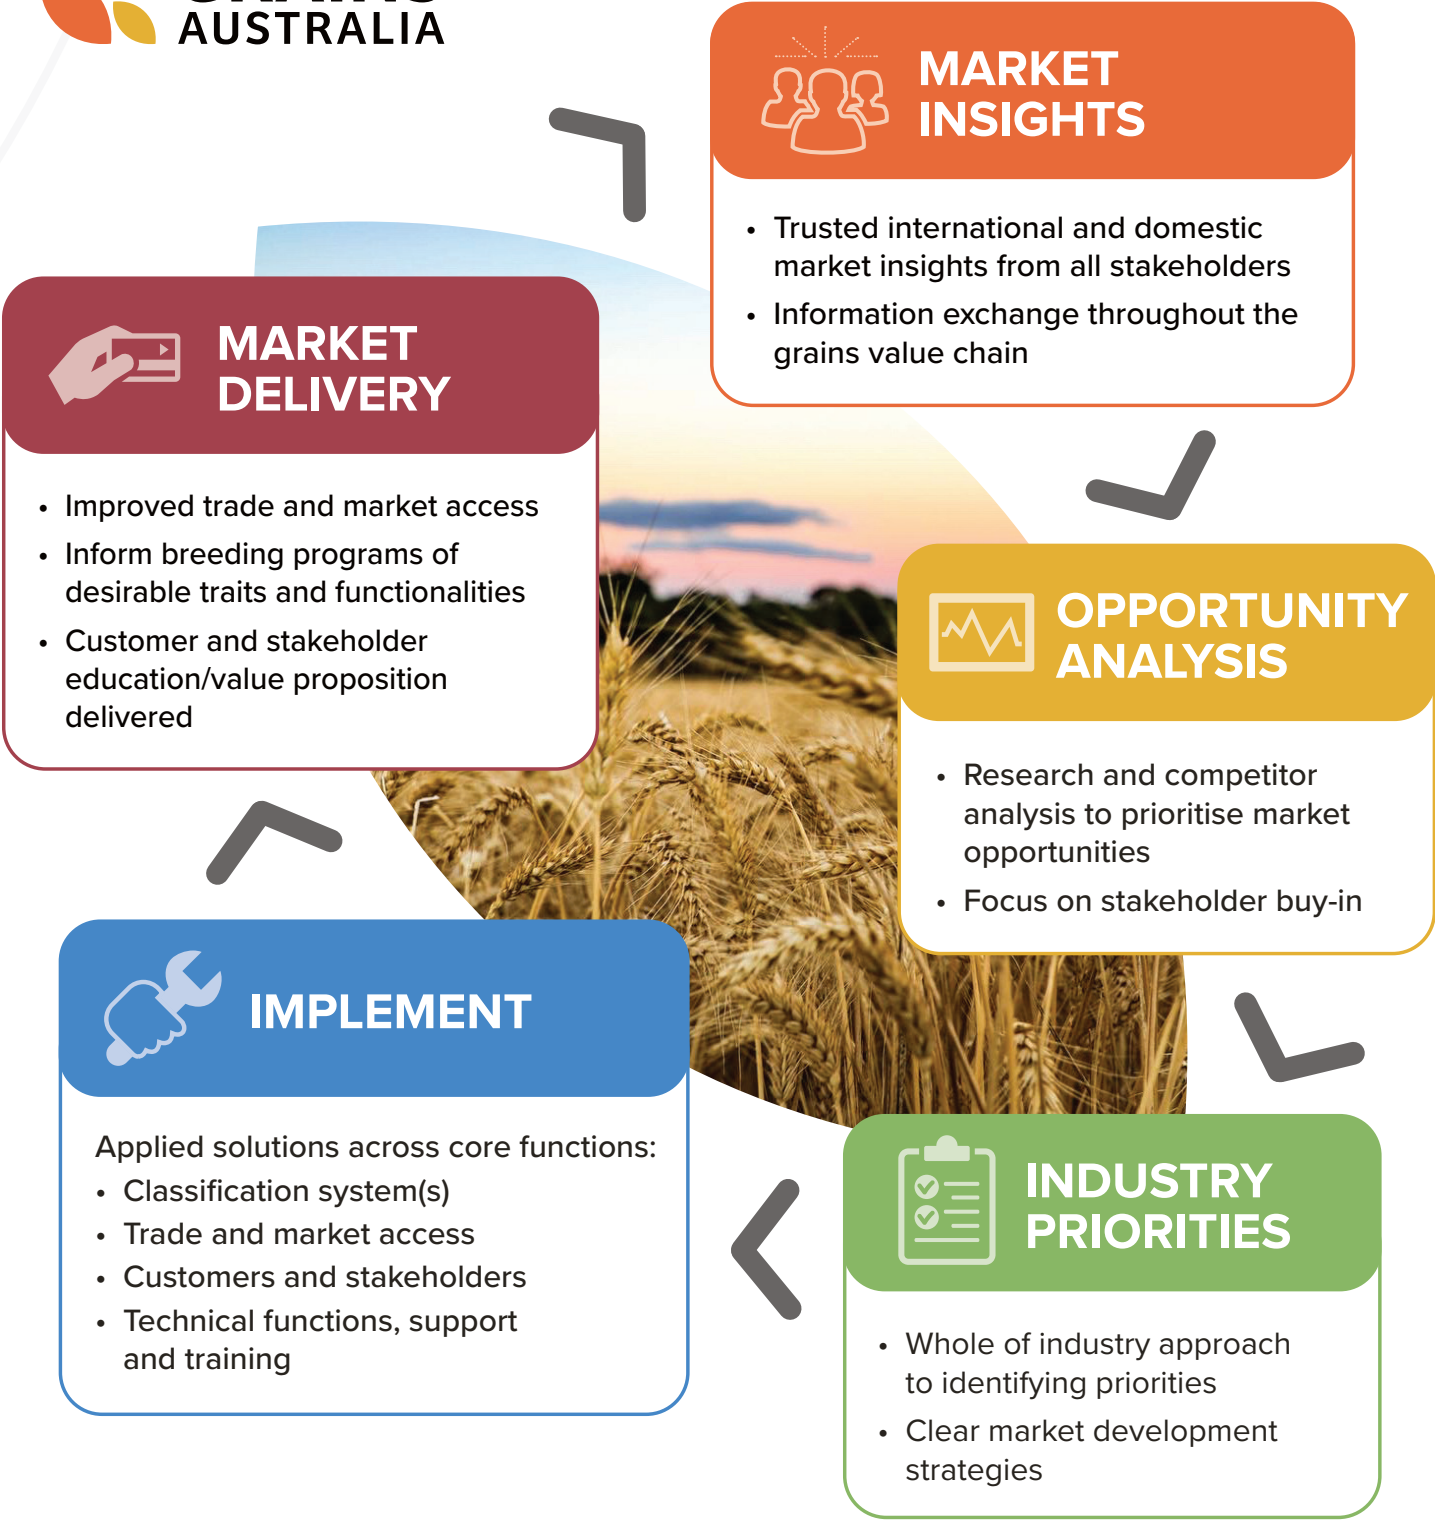 AUSTRALIA
MARKET
INSIGHTS
• Trusted international and domestic
market insights from all stakeholders
• Information exchange throughout the
grains value chain
MARKET
DELIVERY
• Improved trade and market access
• Inform breeding programs of
desirable traits and functionalities
• Customer and stakeholder
education/value proposition
delivered
OPPORTUNITY
ANALYSIS
• Research and competitor
analysis to prioritise market
opportunities
• Focus on stakeholder buy-in
IMPLEMENT
Applied solutions across core functions:
• Classification system(s)
• Trade and market access
• Customers and stakeholders
• Technical functions, support
and training
INDUSTRY
PRIORITIES
• Whole of industry approach
to identifying priorities
• Clear market development
strategies